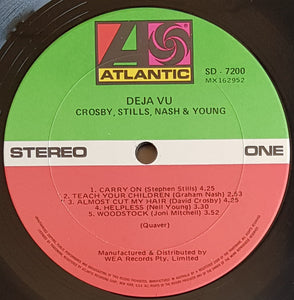 ATLANTIC
SD - 7200
MX162952
DEJA VU
CROSBY, STILLS, NASH & YOUNG
STEREO
ONE
1. CARRY ON (Stephen Stills) 4.25
2. TEACH YOUR CHILDREN (Graham Nash) 2.53
3. ALMOST CUT MY HAIR (David Crosby) 4.25
4. HELPLESS (Neil Young) 3.30
5. WOODSTOCK (Joni Mitchell) 3.52
(Quaver)
Manufactured & Distributed by
WEA Records Pty. Limited